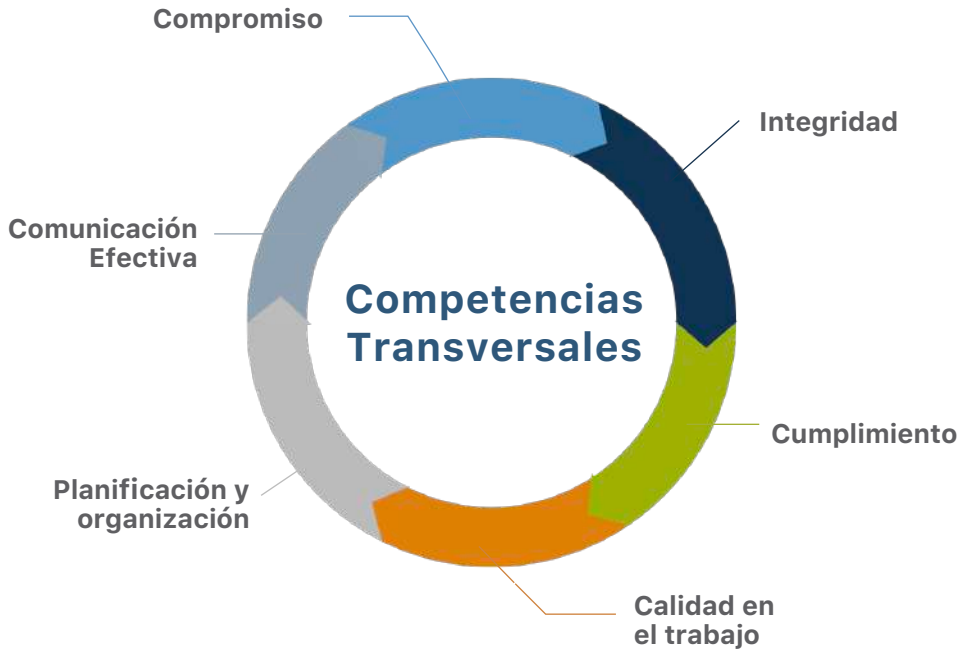 Compromiso
Integridad
Comunicación
Efectiva
Competencias
Transversales
Cumplimiento
Planificación y
organización
Calidad en
el trabajo